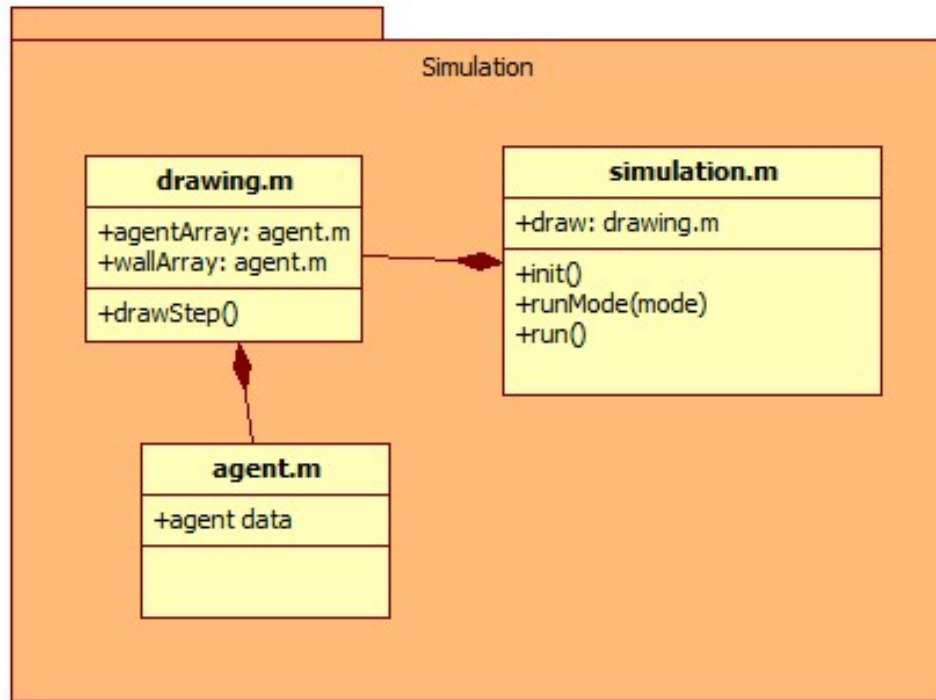 Simulation
drawing.m
+agentArray: agent.m
+wallArray: agent.m
+drawStep()
simulation.m
+draw: drawing.m
+init()
+runMode(mode)
+run()
agent.m
+agent data